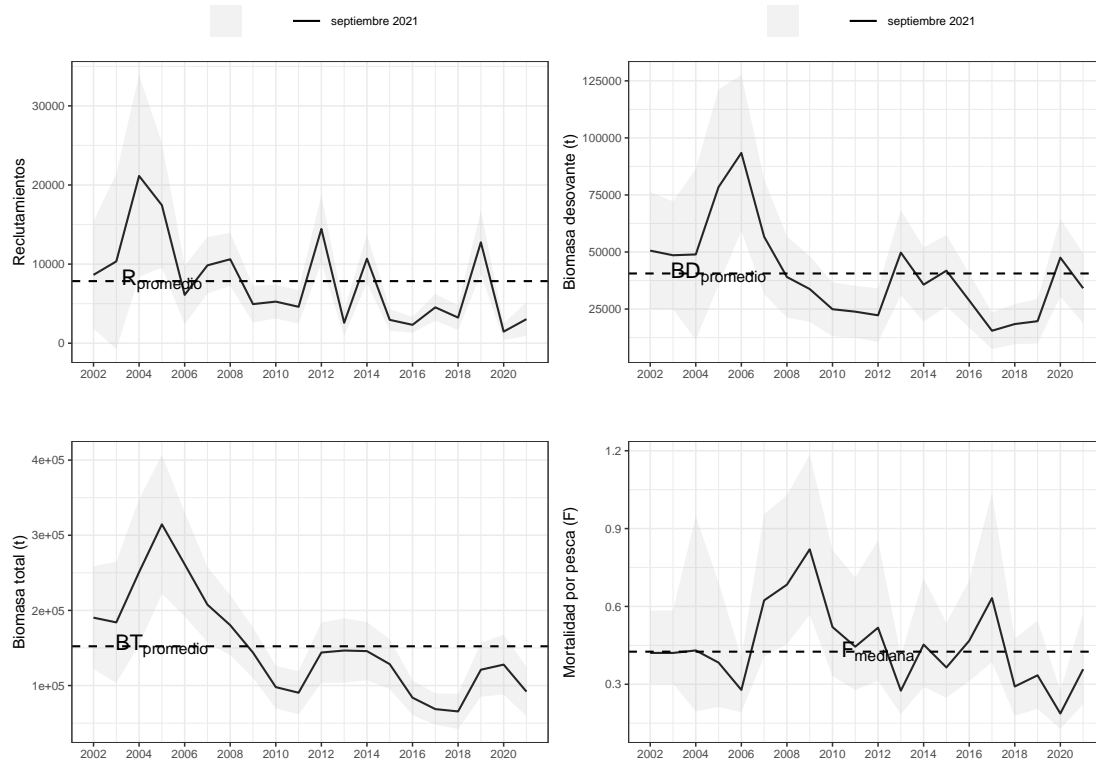 septiembre 2021
septiembre 2021
Reclutamientos
30000
20000
10000
0
R promedio
2002 2004 2006 2008 2010 2012 2014 2016 2018 2020
Biomasa desovante (t)
125000
100000
75000
50000
25000
BD promedio
2002 2004 2006 2008 2010 2012 2014 2016 2018 2020
Biomasa total (t)
4e+05
3e+05
2e+05
1e+05
BT promedio
2002 2004 2006 2008 2010 2012 2014 2016 2018 2020
Mortalidad por pesca (F)
1.2
0.9
0.6
0.3
F mediana
2002 2004 2006 2008 2010 2012 2014 2016 2018 2020